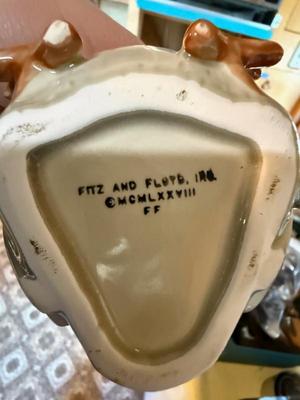 FITZ AND FLOYD, INC.
©MCMLXXVIII
FF